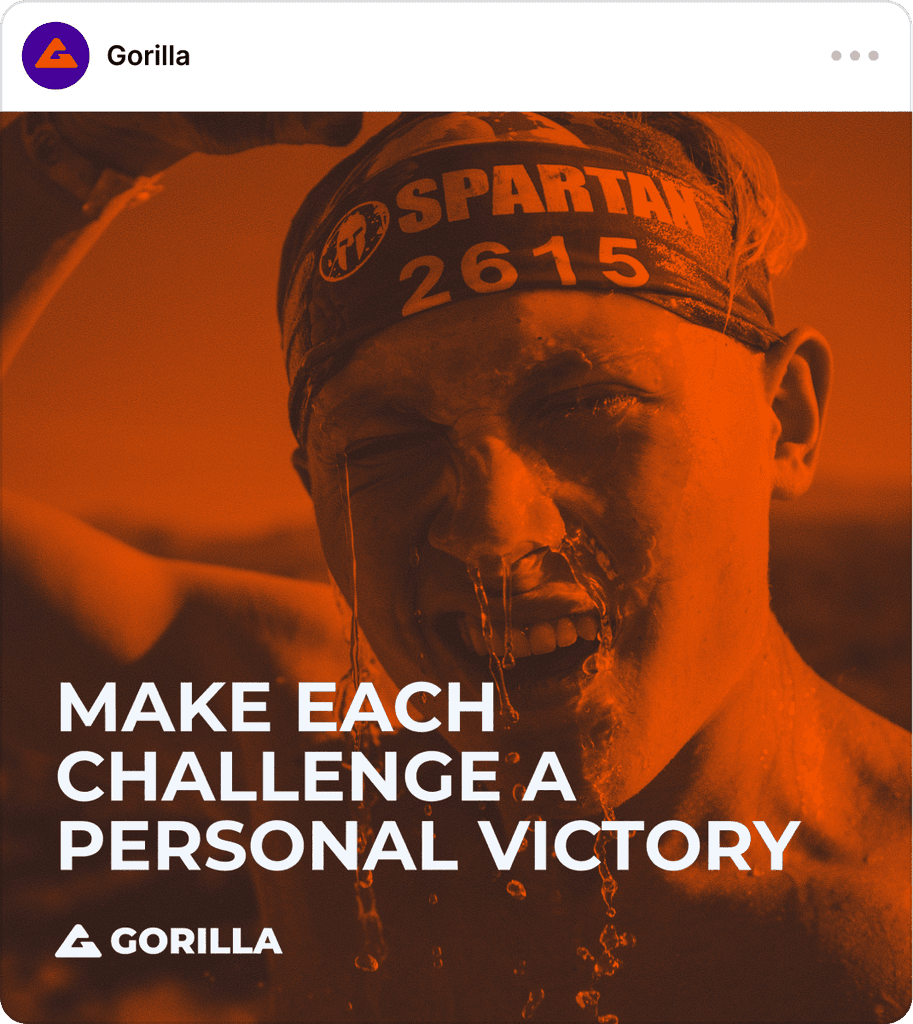 Gorilla
SPARTAN
2615
MAKE EACH
CHALLENGE A
PERSONAL VICTORY
GORILLA